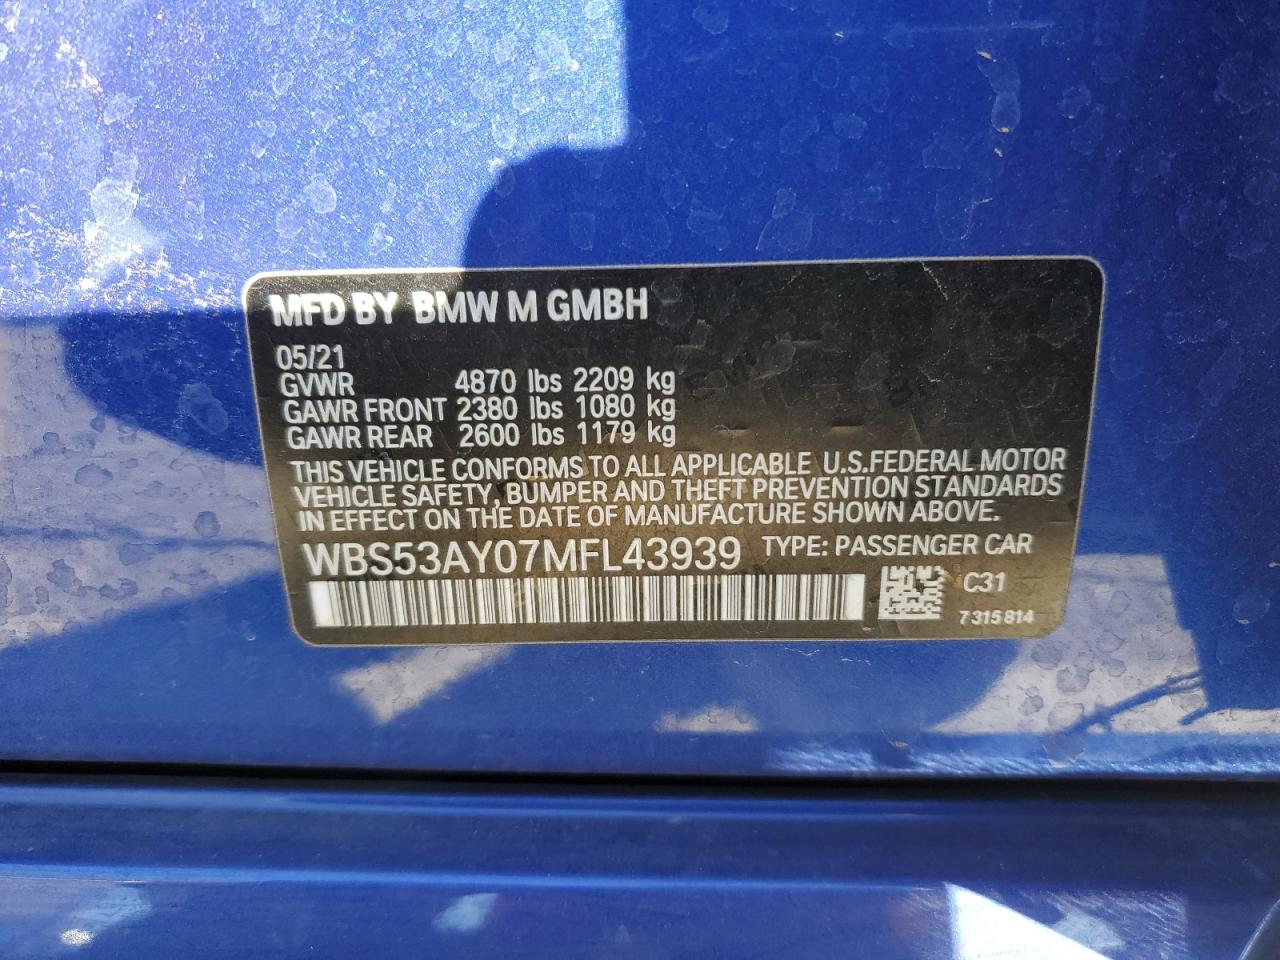 MFD BY BMW M GMBH
05/21
GVWR 4870 lbs 2209 kg
GAWR FRONT 2380 lbs 1080 kg
GAWR REAR 2600 lbs 1179 kg
THIS VEHICLE CONFORMS TO ALL APPLICABLE U.S.FEDERAL MOTOR
VEHICLE SAFETY, BUMPER AND THEFT PREVENTION STANDARDS
IN EFFECT ON THE DATE OF MANUFACTURE SHOWN ABOVE.
WBS53AY07MFL43939 TYPE: PASSENGER CAR
C31
7 315 814